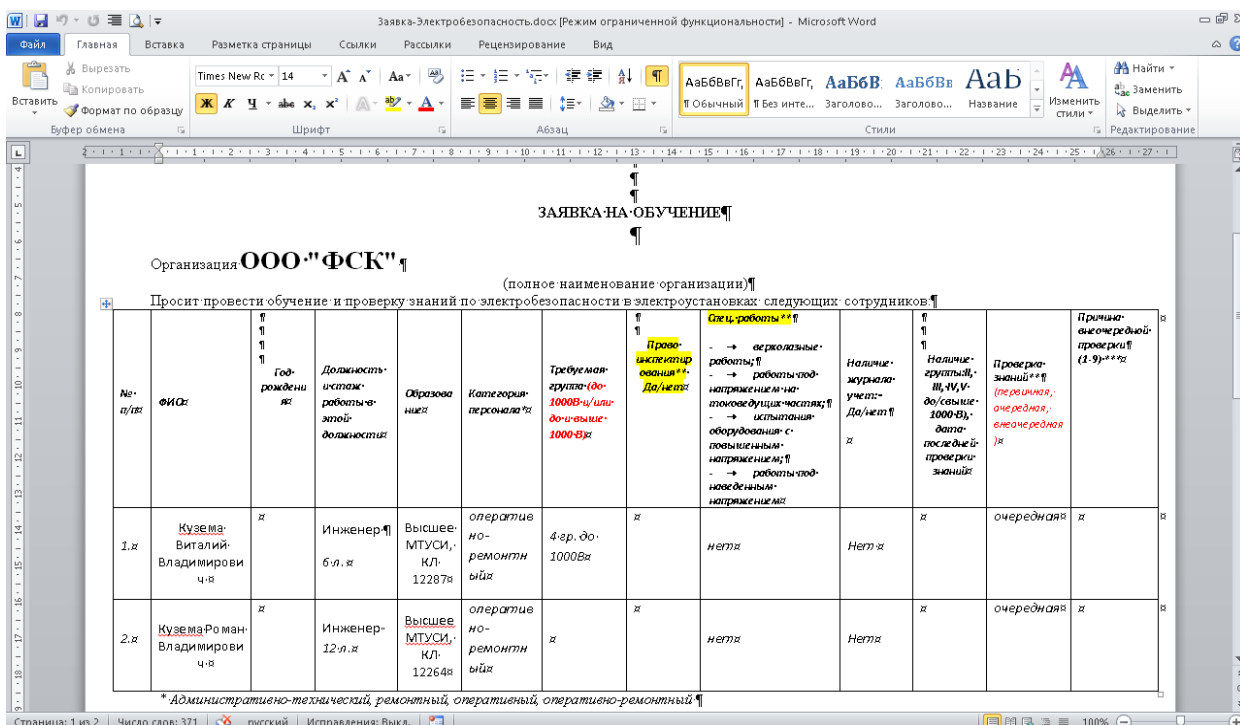 Заявка-Электробезопасность.docx [Режим ограниченной функциональности] - Microsoft Word
Файл Главная Вставка Разметка страницы Ссылки Рассылки Рецензирование Вид
Вставить
Вырезать
Копировать
Формат по образцу
Буфер обмена
Times New Rc 14
Ж К Ч abc x, x²
Шрифт
Абзац
АаБбВвГг, АаБбВвГг, АаБбВ АаБбВв АаЬ
¶ Обычный ¶ Без инте... Заголово... Заголово... Название
Изменить стили
Стили
Найти
Заменить
Выделить
Редактирование
ЗАЯВКА НА ОБУЧЕНИЕ¶
Организация ООО "ФСК" ¶
(полное наименование организации)¶
Просит провести обучение и проверку знаний по электробезопасности в электроустановках следующих сотрудников:¶
№ п/п
ФИО
Год рождения
Должность и стаж работы в этой должности
Образование
Категория персонала*
Требуемая группа (до 1000В и/или до и выше 1000 В)
Право инспектирования** Да/нет
Спец. работы **¶
- верхолазные работы;¶
- работы под напряжением на токоведущих частях;¶
- испытания оборудования с повышенным напряжением;¶
- работы под наведенным напряжением
Наличие журнала учет:- Да/нет¶
Наличие группы:II, III, IV,V до/свыше 1000 В), дата последней проверки знаний
Проверка знаний**¶ (первичная, очередная, внеочередная)
Причина внеочередной проверки¶ (1-9) ***
1.
Кузема Виталий Владимирович
Инженер ¶ 6 л.
Высшее МТУСИ, КЛ 12287
оперативно-ремонтный
4 гр. до 1000В
нет
Нет
очередная
2.
Кузема Роман Владимирович
Инженер- 12 л.
Высшее МТУСИ, КЛ 12264
оперативно-ремонтный
нет
Нет
очередная
* Административно-технический, ремонтный, оперативный, оперативно-ремонтный ¶
Страница: 1 из 2 Число слов: 371 русский Исправления: Выкл. 100%